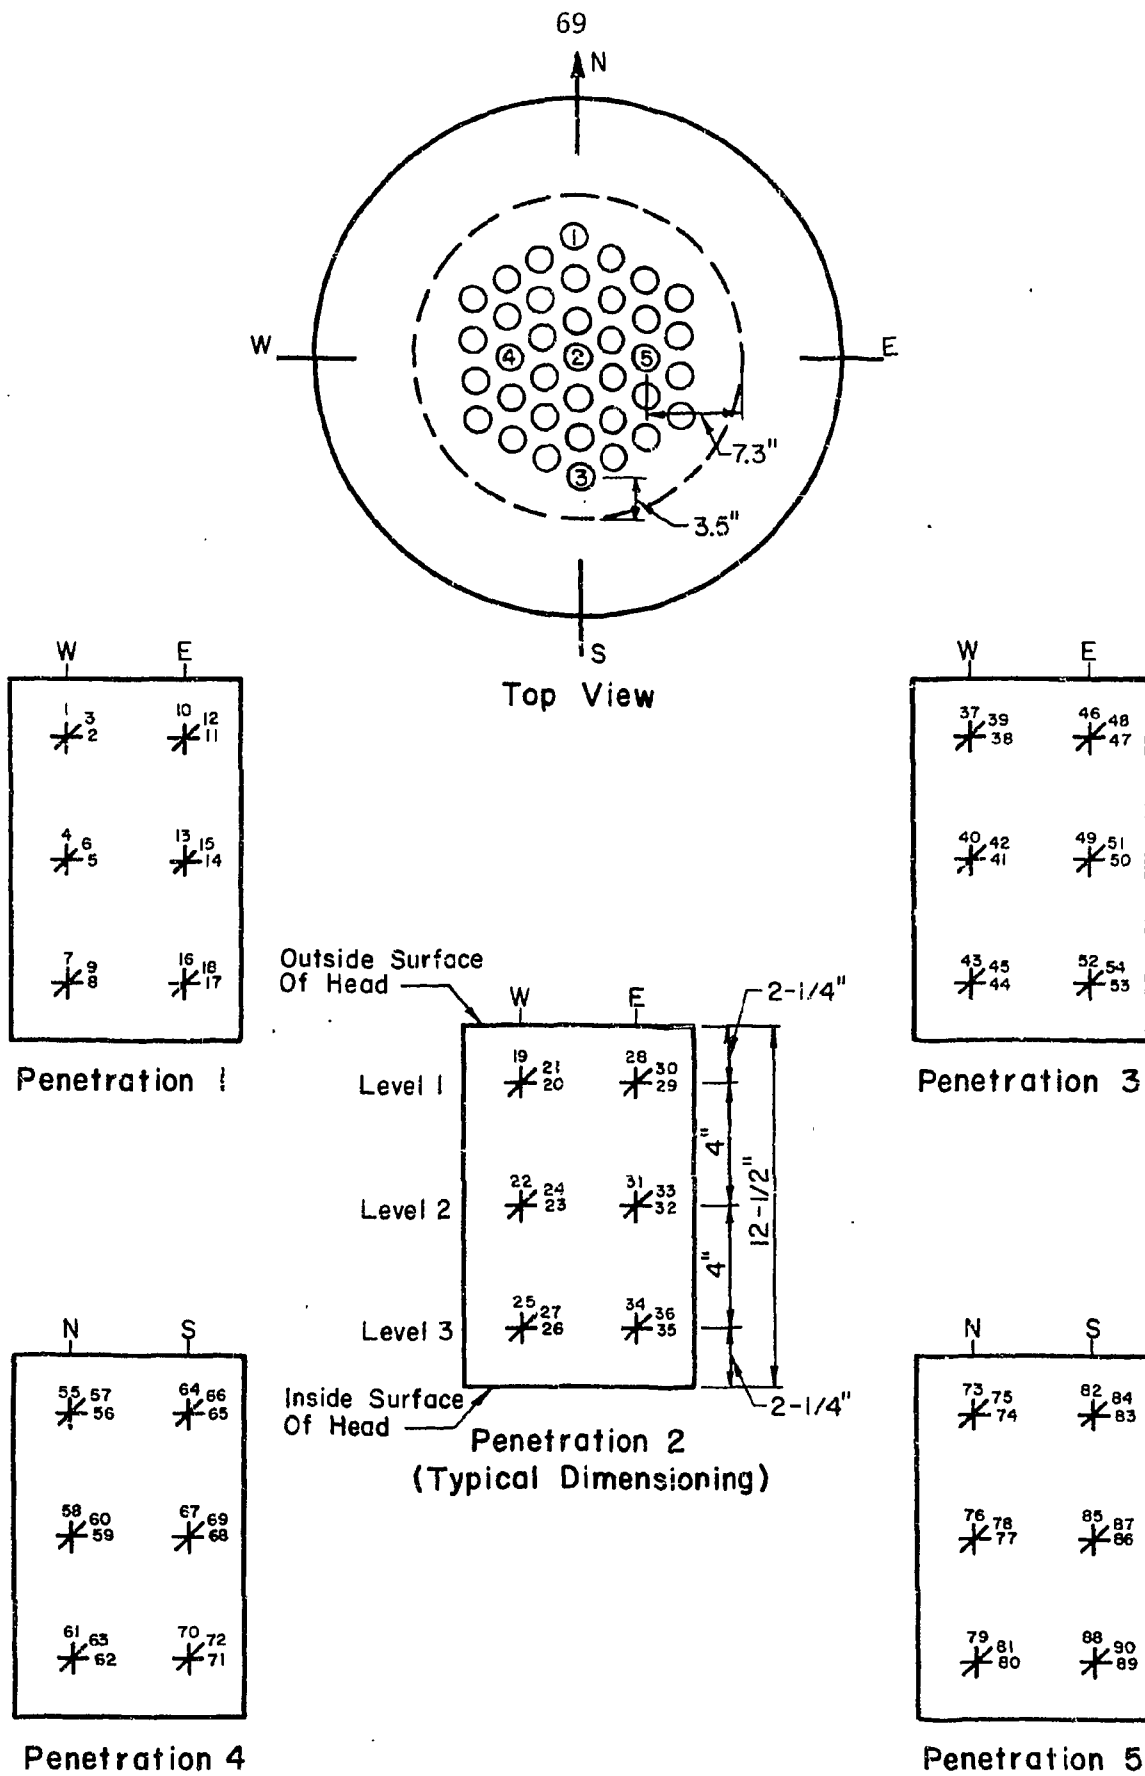 69
N
1
W
4
2
5
E
7.3"
3
3.5"
S
Top View
W E
1 3 2
10 12 11
4 6 5
13 15 14
7 9 8
16 18 17
Penetration 1
W E
37 39 38
46 48 47
40 42 41
49 51 50
43 45 44
52 54 53
Penetration 3
Outside Surface
Of Head
W E
2-1/4"
Level 1
19 21 20
28 30 29
4"
Level 2
22 24 23
31 33 32
12-1/2"
4"
Level 3
25 27 26
34 36 35
Inside Surface
Of Head
2-1/4"
Penetration 2
(Typical Dimensioning)
N S
55 57 56
64 66 65
58 60 59
67 69 68
61 63 62
70 72 71
Penetration 4
N S
73 75 74
82 84 83
76 78 77
85 87 86
79 81 80
88 90 89
Penetration 5